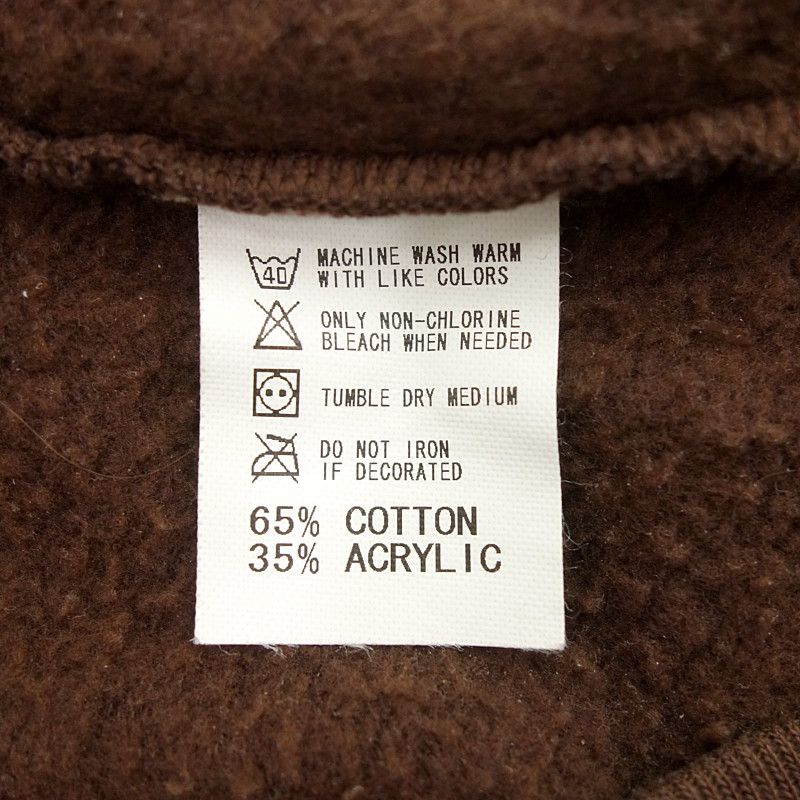 40 MACHINE WASH WARM
WITH LIKE COLORS
ONLY NON-CHLORINE
BLEACH WHEN NEEDED
TUMBLE DRY MEDIUM
DO NOT IRON
IF DECORATED
65% COTTON
35% ACRYLIC